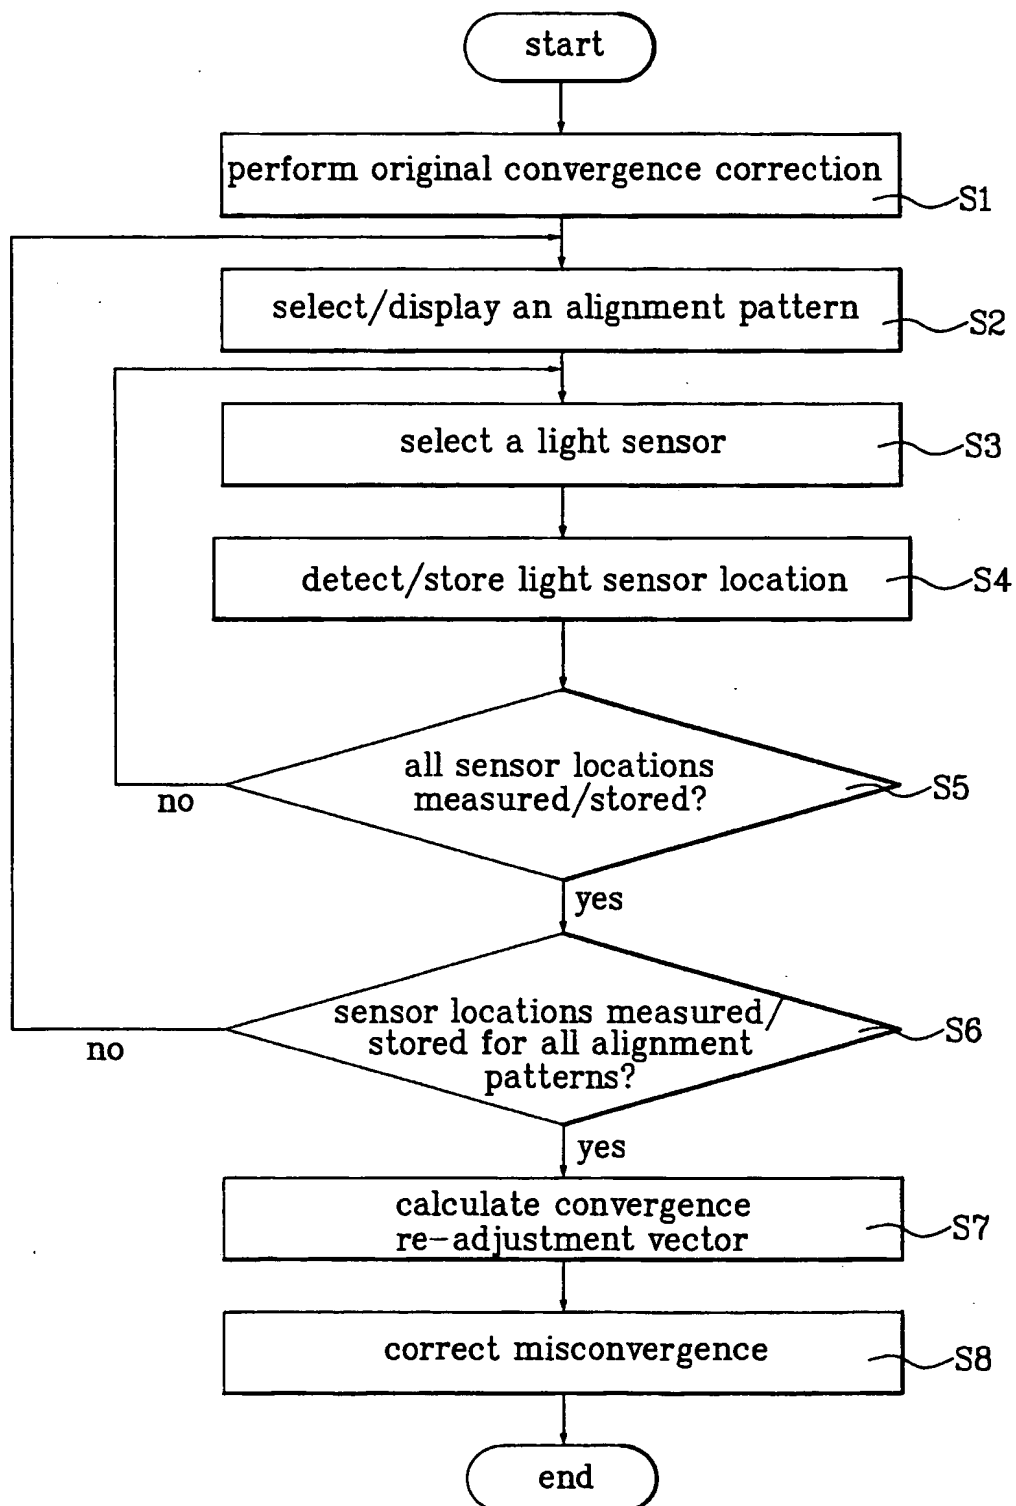 start
perform original convergence correction
S1
select/display an alignment pattern
S2
select a light sensor
S3
detect/store light sensor location
S4
all sensor locations
measured/stored?
S5
no
yes
sensor locations measured/
stored for all alignment
patterns?
S6
no
yes
calculate convergence
re-adjustment vector
S7
correct misconvergence
S8
end